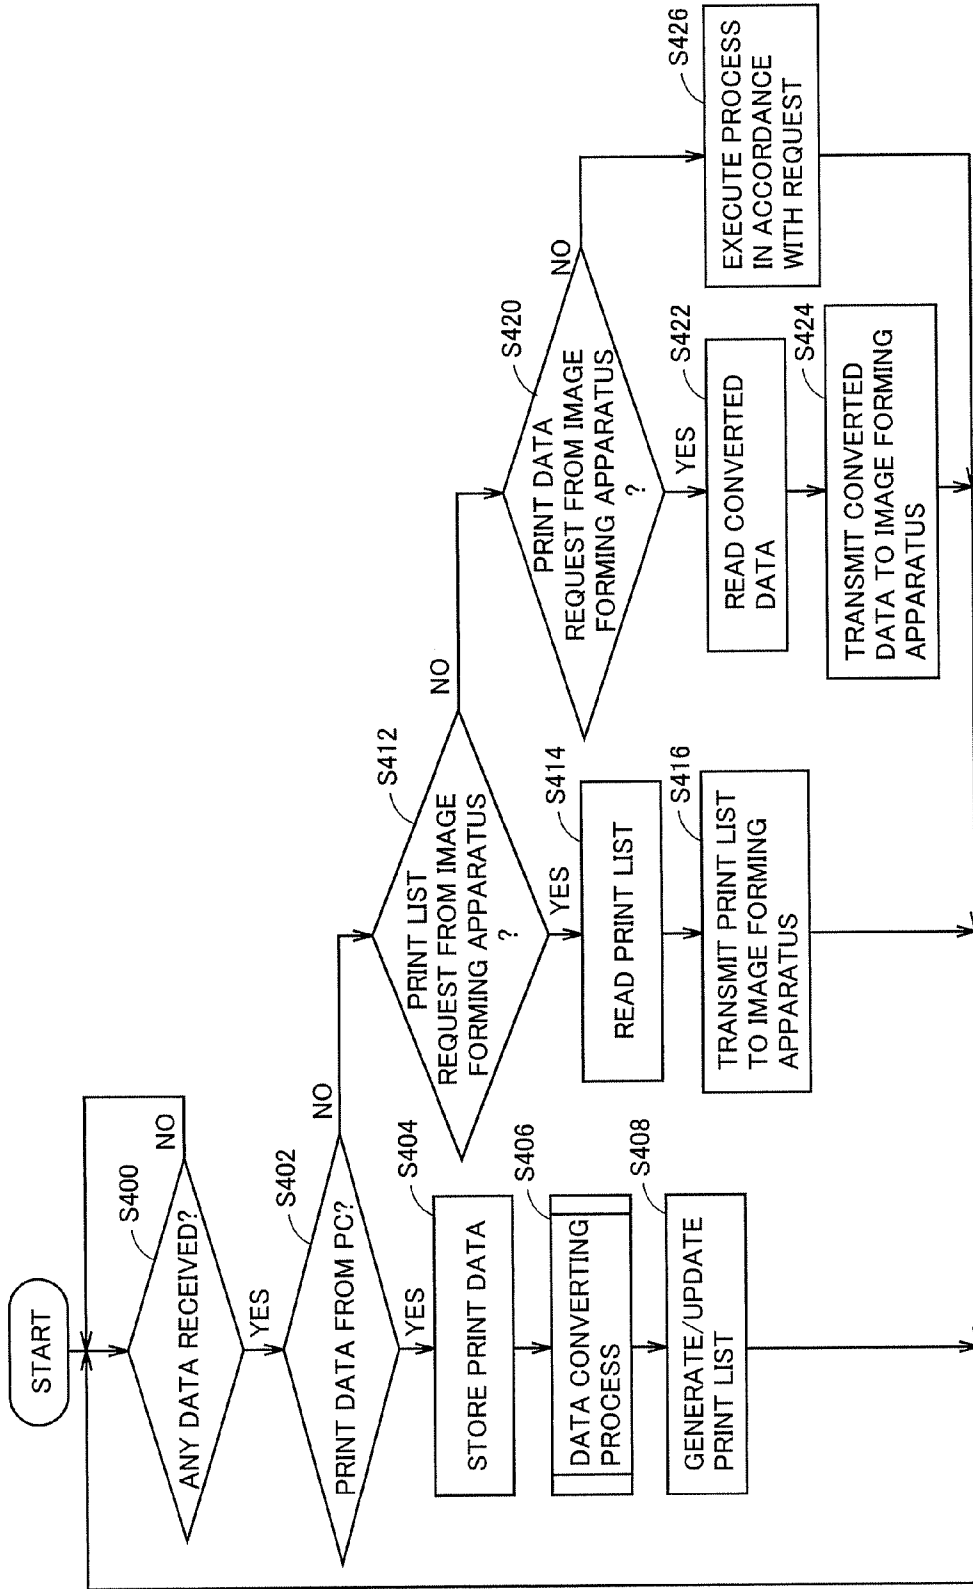 START
S400
ANY DATA RECEIVED?
NO
YES
S402
PRINT DATA FROM PC?
NO
YES
S404
STORE PRINT DATA
S406
DATA CONVERTING
PROCESS
S408
GENERATE/UPDATE
PRINT LIST
S412
PRINT LIST
REQUEST FROM IMAGE
FORMING APPARATUS
?
NO
YES
S414
READ PRINT LIST
S416
TRANSMIT PRINT LIST
TO IMAGE FORMING
APPARATUS
S420
PRINT DATA
REQUEST FROM IMAGE
FORMING APPARATUS
?
NO
YES
S422
READ CONVERTED
DATA
S424
TRANSMIT CONVERTED
DATA TO IMAGE FORMING
APPARATUS
S426
EXECUTE PROCESS
IN ACCORDANCE
WITH REQUEST